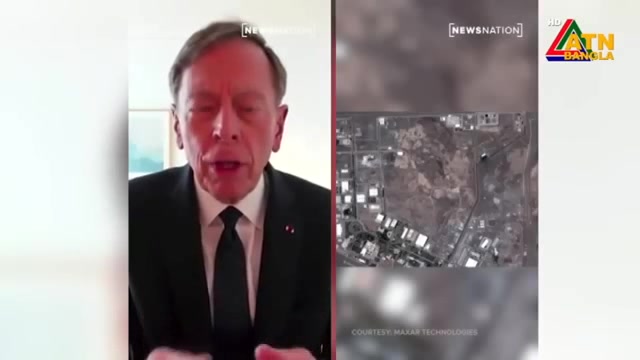 [NEWSNATION]
[NEWSNATION]
HD
ATN
BANGLA
COURTESY: MAXAR TECHNOLOGIES